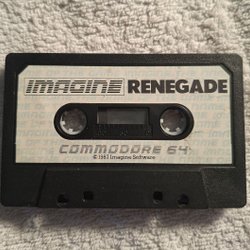 IMAGINE RENEGADE
COMMODORE 64
© 1987 Imagine Software